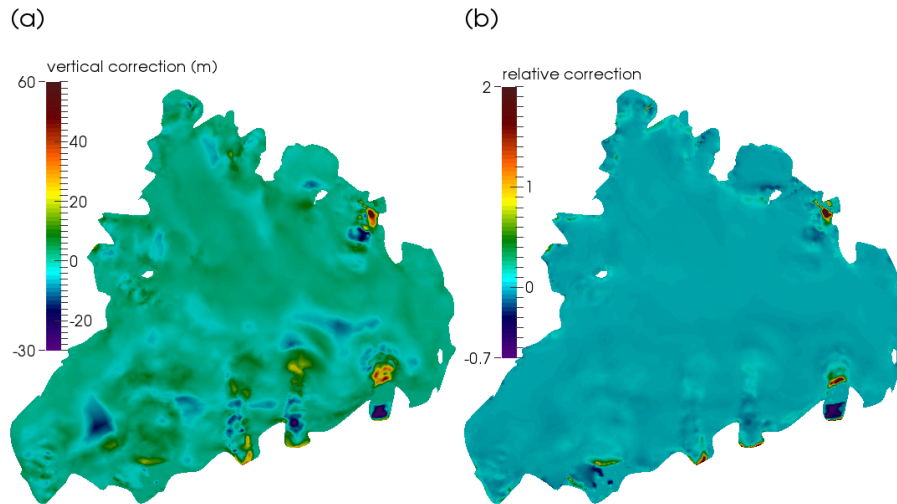 (a)
(b)
vertical correction (m)
60
40
20
0
-20
-30
relative correction
2
1
0
-0.7